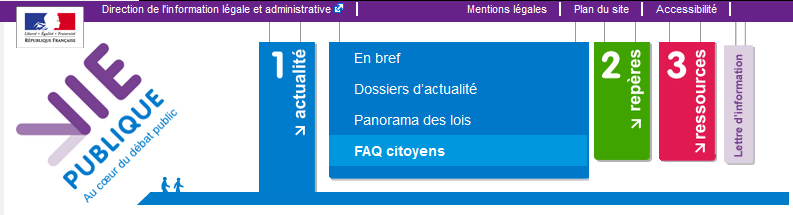 Direction de l'information légale et administrative
Mentions légales
Plan du site
Accessibilité
Liberté • Égalité • Fraternité
RÉPUBLIQUE FRANÇAISE
VIE
PUBLIQUE
Au cœur du débat public
1 actualité
En bref
Dossiers d'actualité
Panorama des lois
FAQ citoyens
2 repères
3 ressources
Lettre d'information